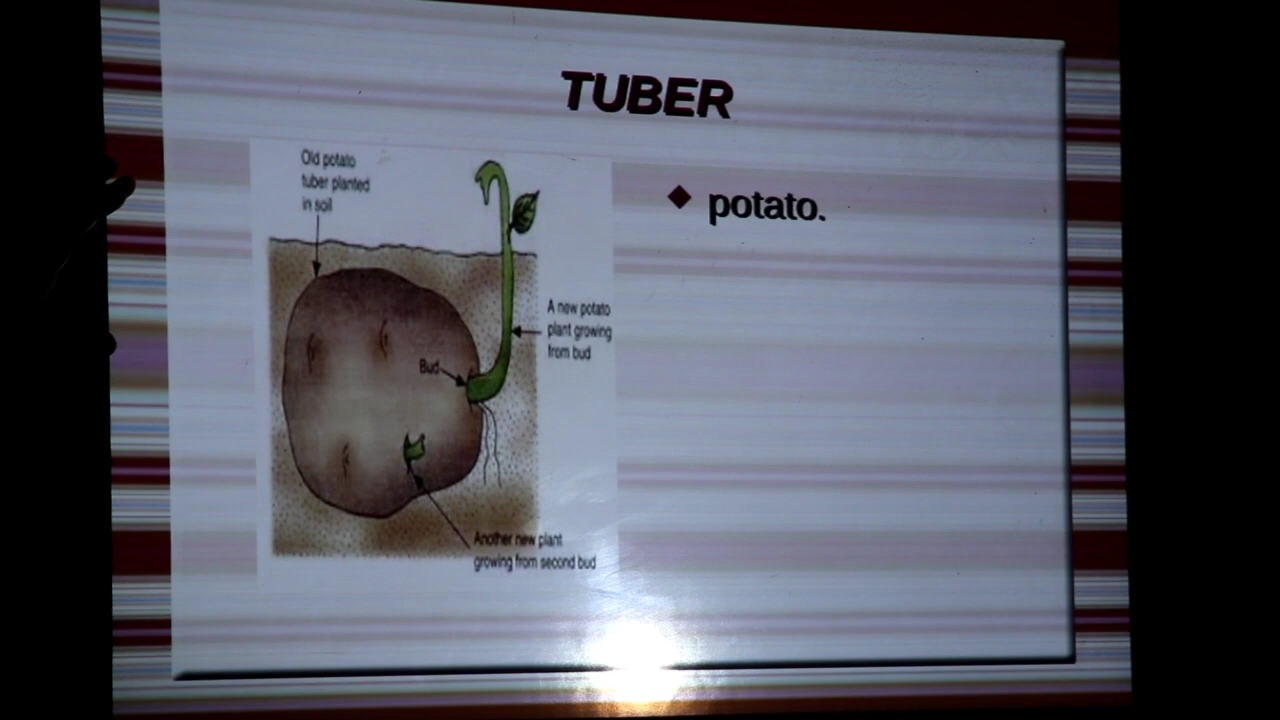 TUBER
Old potato
tuber planted
in soil
A new potato
plant growing
from bud
Bud
Another new plant
growing from second bud
potato.